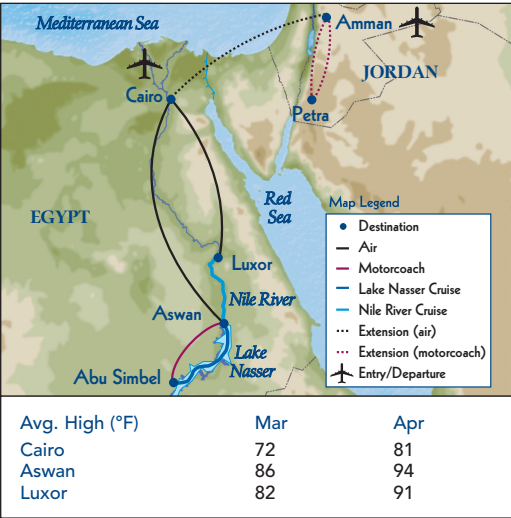 Mediterranean Sea
Amman
JORDAN
Cairo
Petra
Red
Sea
EGYPT
Luxor
Nile River
Aswan
Lake
Nasser
Abu Simbel
Map Legend
Destination
Air
Motorcoach
Lake Nasser Cruise
Nile River Cruise
Extension (air)
Extension (motorcoach)
Entry/Departure
Avg. High (°F) Mar Apr
Cairo 72 81
Aswan 86 94
Luxor 82 91